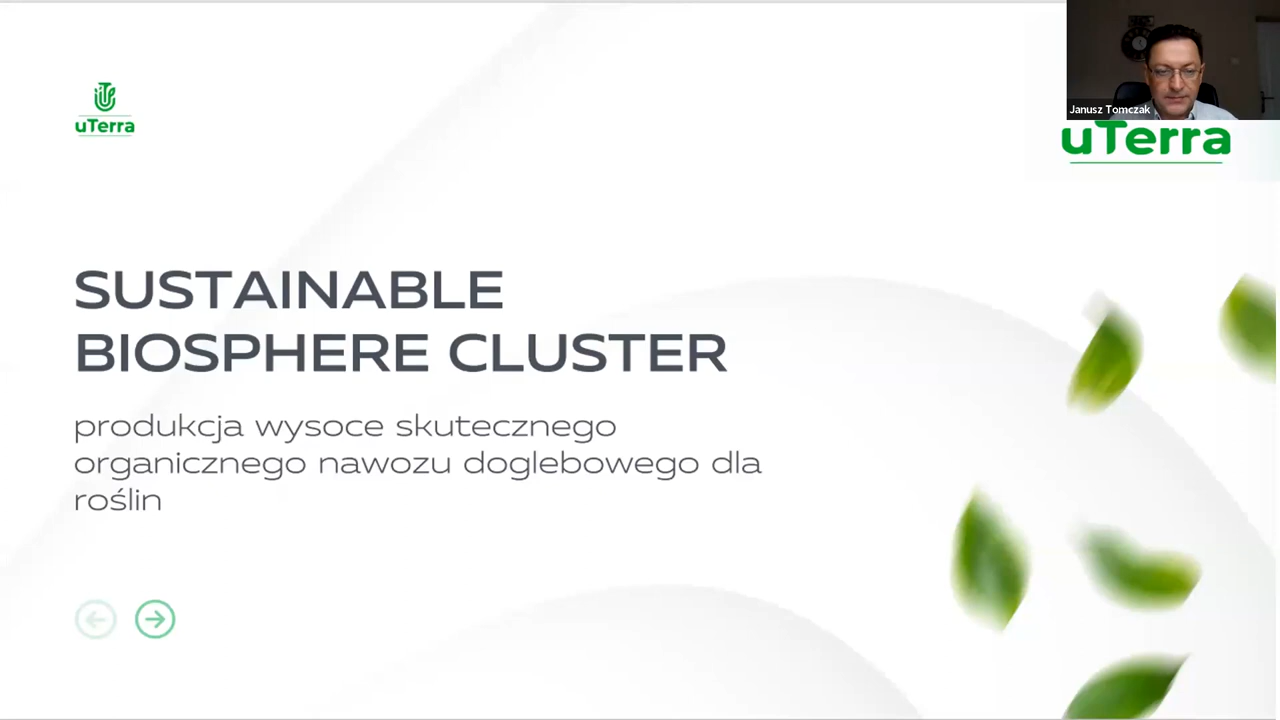 uTerra
Janusz Tomczak
uTerra
SUSTAINABLE
BIOSPHERE CLUSTER
produkcja wysoce skutecznego
organicznego nawozu doglebowego dla
roślin